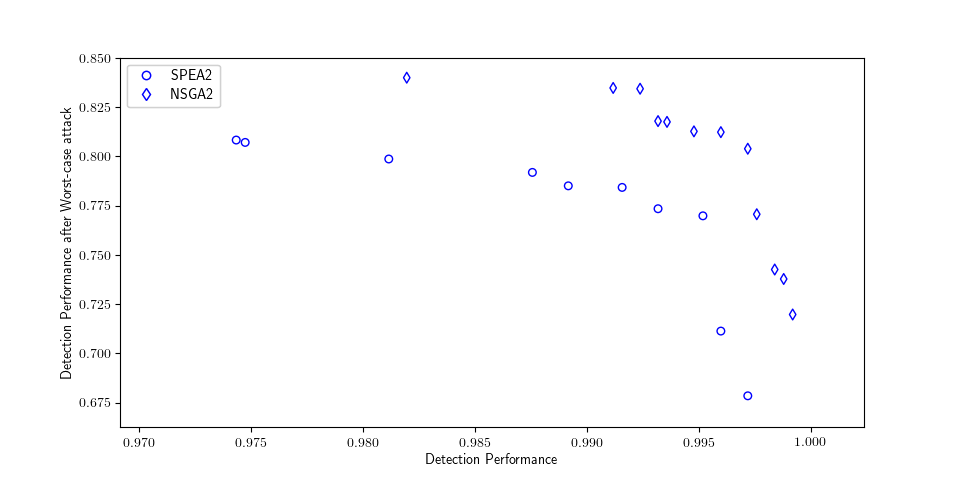 0.850
0.825
0.800
0.775
0.750
0.725
0.700
0.675
Detection Performance after Worst-case attack
SPEA2
NSGA2
0.970 0.975 0.980 0.985 0.990 0.995 1.000
Detection Performance